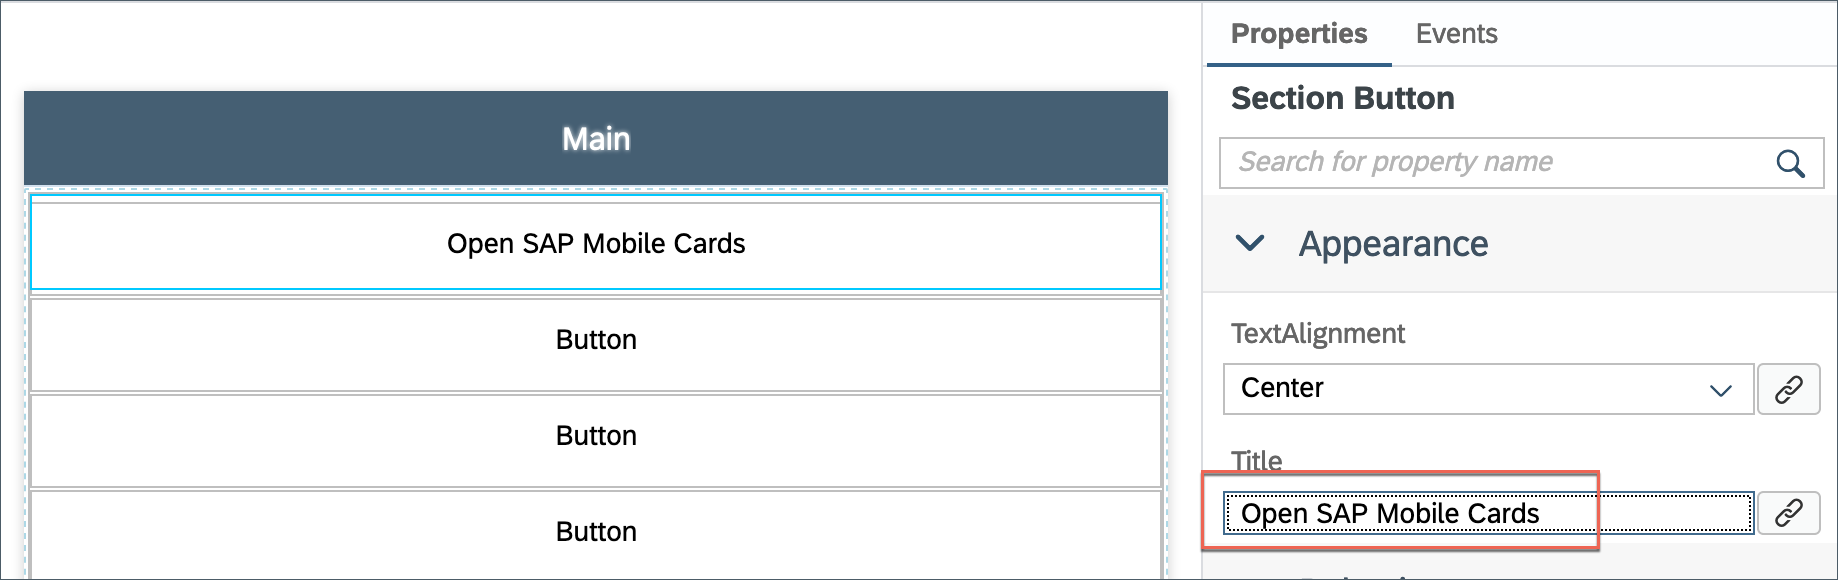 Main
Open SAP Mobile Cards
Button
Button
Button
Properties
Events
Section Button
Search for property name
Appearance
TextAlignment
Center
Title
Open SAP Mobile Cards